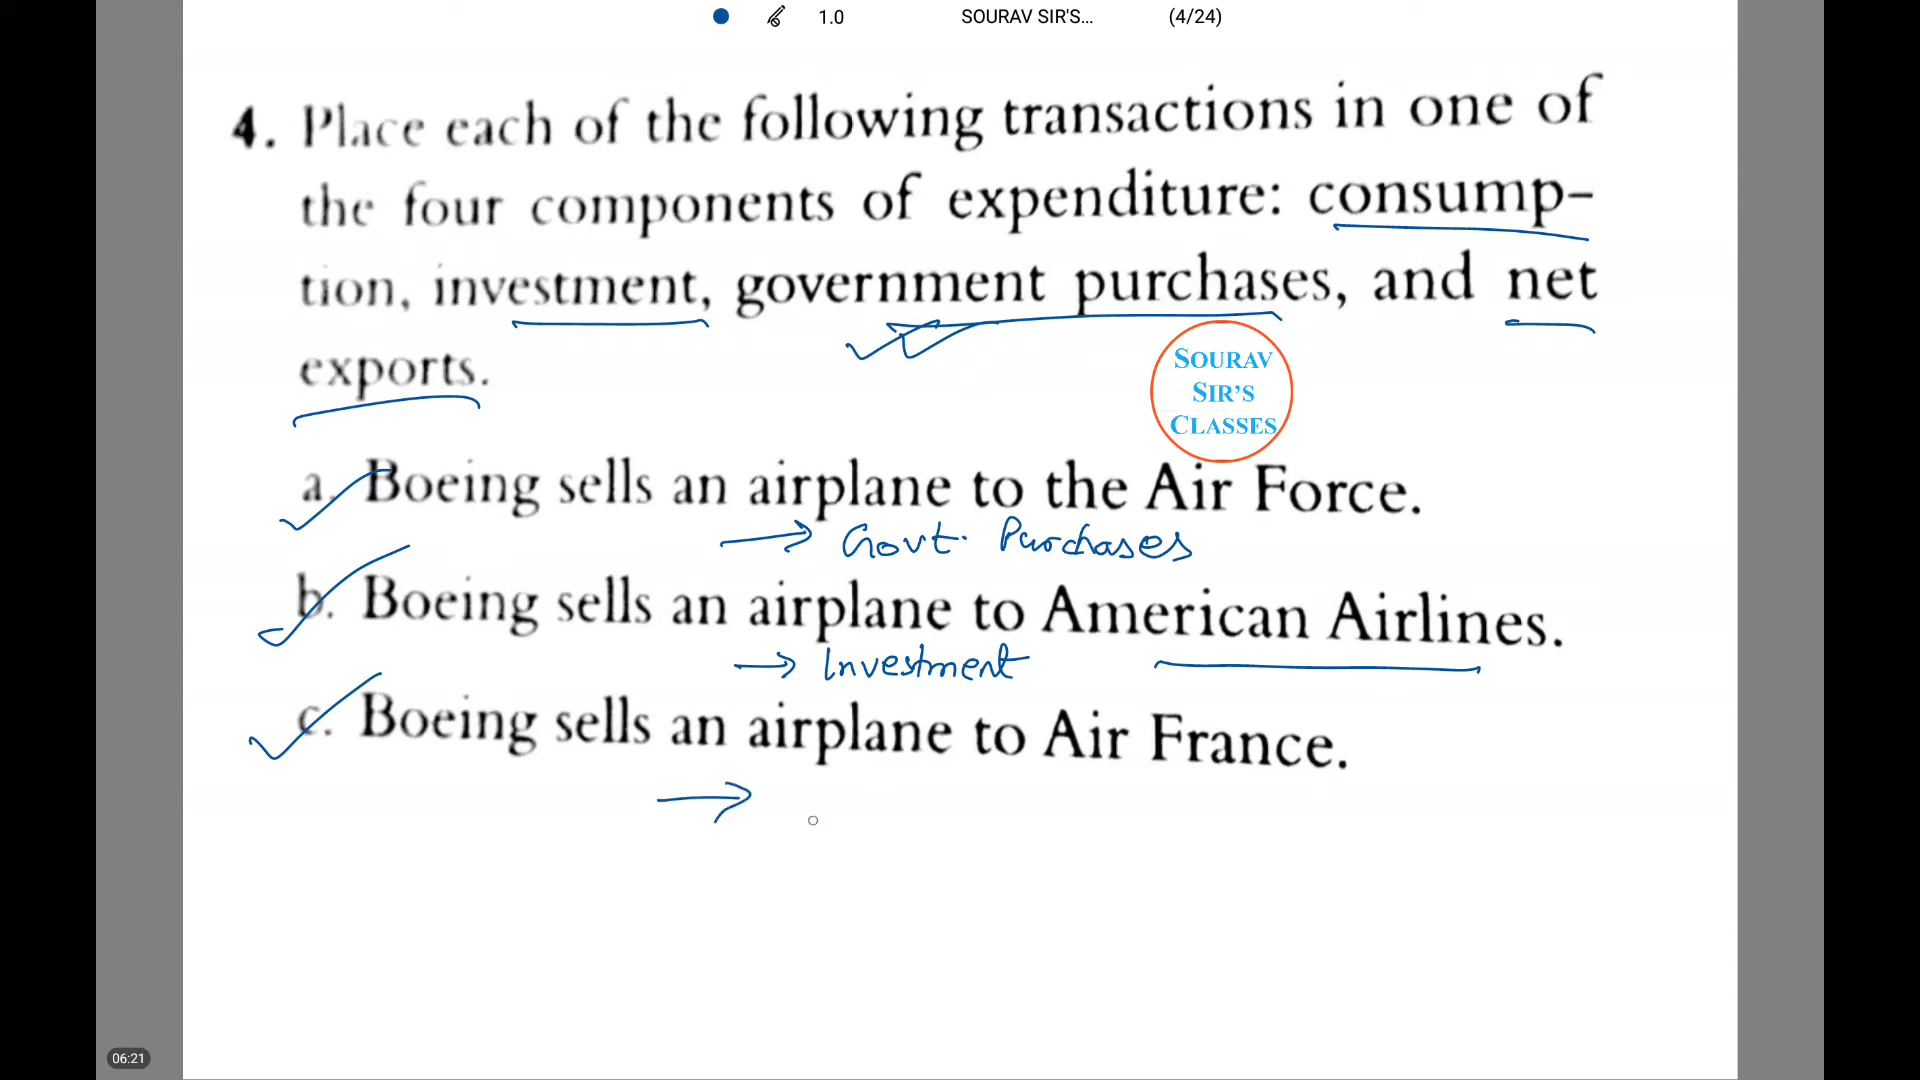 1.0 SOURAV SIR'S... (4/24)
4. Place each of the following transactions in one of
the four components of expenditure: consump-
tion, investment, government purchases, and net
exports.
SOURAV
SIR'S
CLASSES
a. Boeing sells an airplane to the Air Force.
→ Govt. Purchases
b. Boeing sells an airplane to American Airlines.
→ Investment
c. Boeing sells an airplane to Air France.
→
06:21